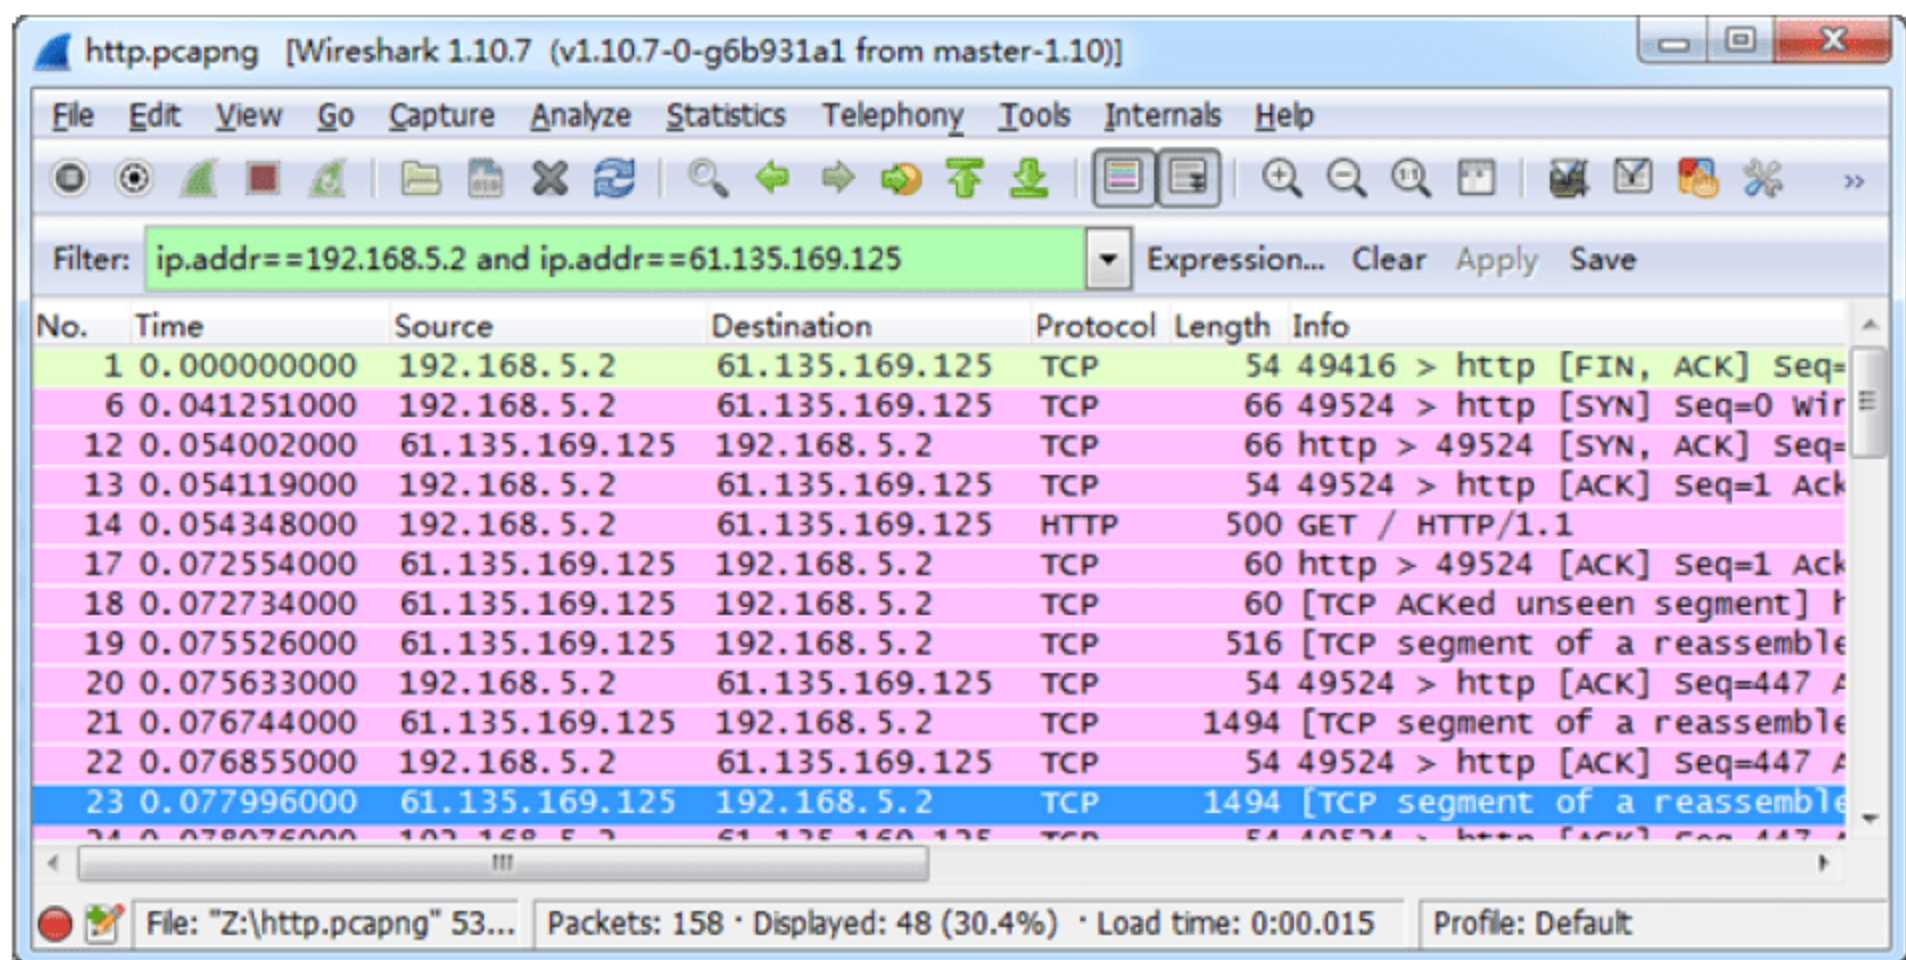 http.pcapng [Wireshark 1.10.7 (v1.10.7-0-g6b931a1 from master-1.10)]
File Edit View Go Capture Analyze Statistics Telephony Tools Internals Help
Filter: ip.addr==192.168.5.2 and ip.addr==61.135.169.125 Expression... Clear Apply Save
No. Time Source Destination Protocol Length Info
1 0.000000000 192.168.5.2 61.135.169.125 TCP 54 49416 > http [FIN, ACK] Seq=
6 0.041251000 192.168.5.2 61.135.169.125 TCP 66 49524 > http [SYN] Seq=0 Wir
12 0.054002000 61.135.169.125 192.168.5.2 TCP 66 http > 49524 [SYN, ACK] Seq=
13 0.054119000 192.168.5.2 61.135.169.125 TCP 54 49524 > http [ACK] Seq=1 Ack
14 0.054348000 192.168.5.2 61.135.169.125 HTTP 500 GET / HTTP/1.1
17 0.072554000 61.135.169.125 192.168.5.2 TCP 60 http > 49524 [ACK] Seq=1 Ack
18 0.072734000 61.135.169.125 192.168.5.2 TCP 60 [TCP ACKed unseen segment] h
19 0.075526000 61.135.169.125 192.168.5.2 TCP 516 [TCP segment of a reassemble
20 0.075633000 192.168.5.2 61.135.169.125 TCP 54 49524 > http [ACK] Seq=447 A
21 0.076744000 61.135.169.125 192.168.5.2 TCP 1494 [TCP segment of a reassemble
22 0.076855000 192.168.5.2 61.135.169.125 TCP 54 49524 > http [ACK] Seq=447 A
23 0.077996000 61.135.169.125 192.168.5.2 TCP 1494 [TCP segment of a reassemble
File: "Z:\http.pcapng" 53... Packets: 158 · Displayed: 48 (30.4%) · Load time: 0:00.015 Profile: Default